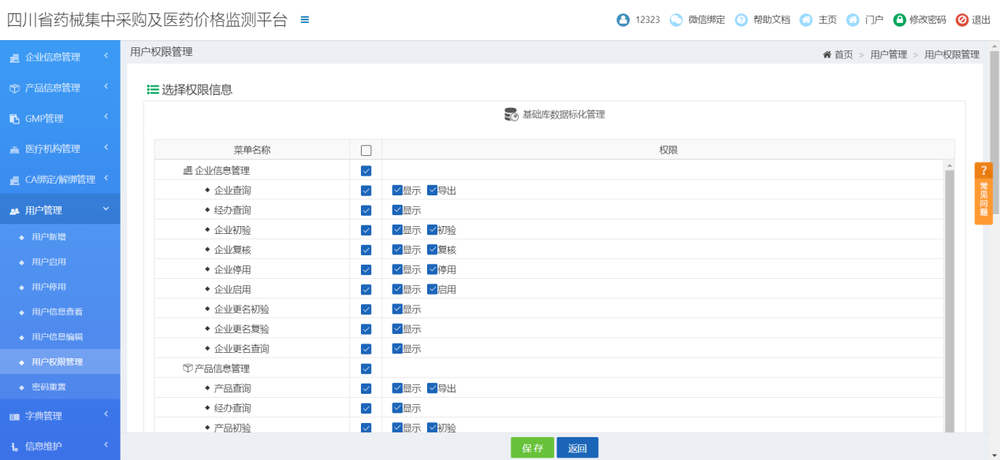 四川省药械集中采购及医药价格监测平台
12323 微信绑定 帮助文档 主页 门户 修改密码 退出
企业信息管理
产品信息管理
GMP管理
医疗机构管理
CA绑定/解绑管理
用户管理
用户新增
用户启用
用户停用
用户信息查看
用户信息编辑
用户权限管理
密码重置
字典管理
信息维护
用户权限管理
首页 > 用户管理 > 用户权限管理
选择权限信息
基础库数据标化管理
菜单名称 权限
企业信息管理
企业查询 显示 导出
经办查询 显示
企业初验 显示 初验
企业复核 显示 复核
企业停用 显示 停用
企业启用 显示 启用
企业更名初验 显示
企业更名复验 显示
企业更名查询 显示
产品信息管理
产品查询 显示 导出
经办查询 显示
产品初验 显示 初验
保存 返回
?
常见问题